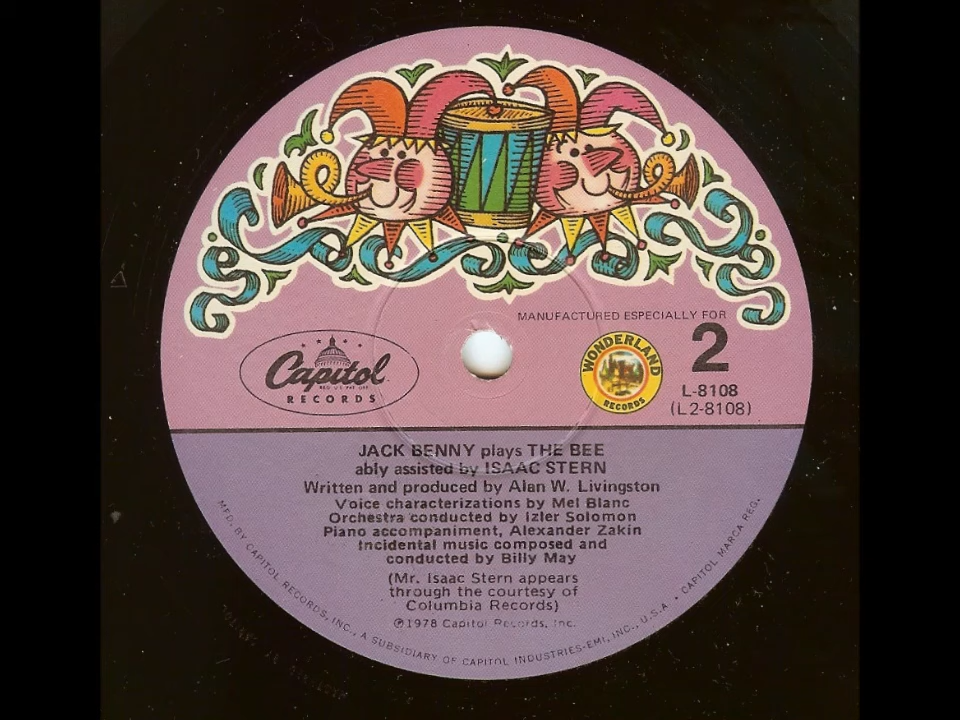 MANUFACTURED ESPECIALLY FOR
WONDERLAND
RECORDS
2
L-8108
(L2-8108)
Capitol
REG. U.S. PAT. OFF.
RECORDS
JACK BENNY plays THE BEE
ably assisted by ISAAC STERN
Written and produced by Alan W. Livingston
Voice characterizations by Mel Blanc
Orchestra conducted by Izler Solomon
Piano accompaniment, Alexander Zakin
Incidental music composed and
conducted by Billy May
(Mr. Isaac Stern appears
through the courtesy of
Columbia Records)
℗1978 Capitol Records, Inc.
MFD. BY CAPITOL RECORDS, INC., A SUBSIDIARY OF CAPITOL INDUSTRIES-EMI, INC., U.S.A. • CAPITOL MARCA REG.